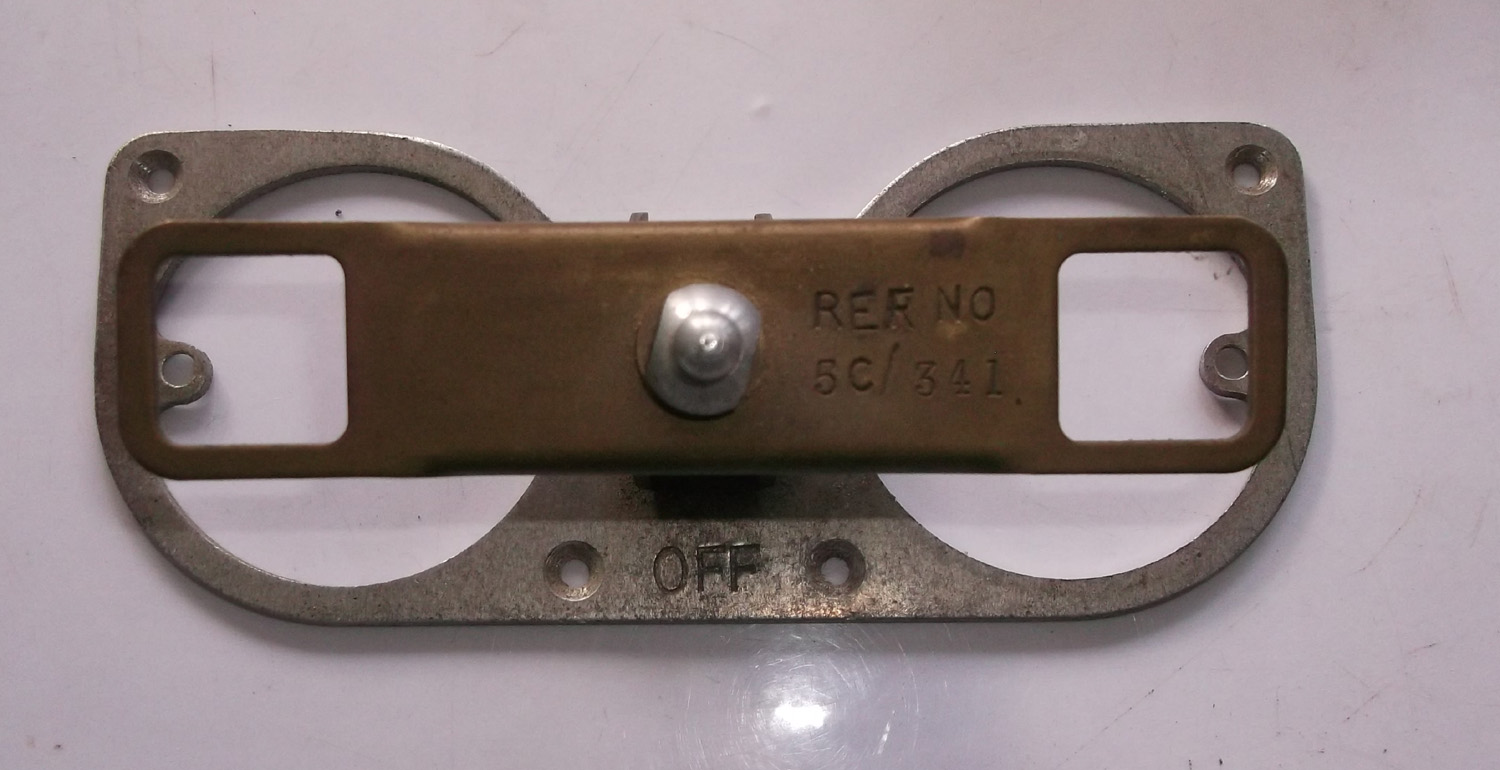 REF NO
5C/341.
OFF